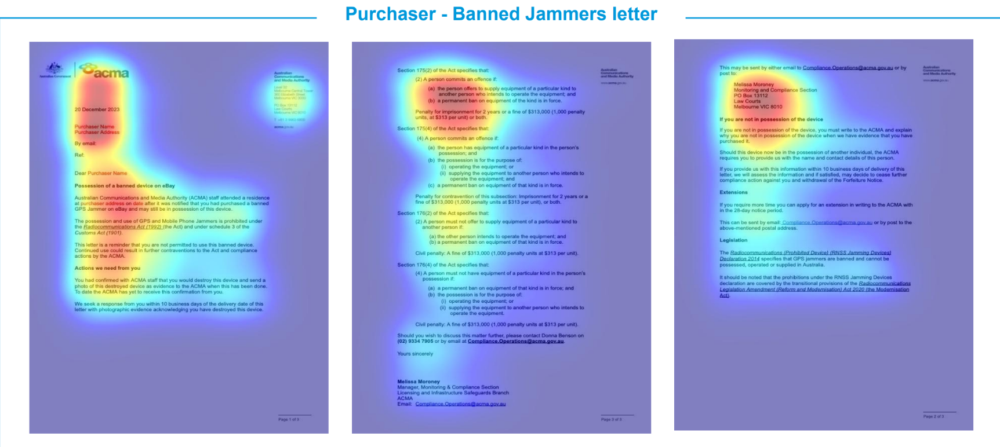 Purchaser - Banned Jammers letter
Australian Government
acma
Australian
Communications
and Media Authority
Level 32
Melbourne Central Tower
360 Elizabeth Street
Melbourne VIC 3000
PO Box 13112
Law Courts
Melbourne VIC 8010
T +61 3 9963 6800
acma.gov.au
20 December 2023
Purchaser Name
Purchaser Address
By email:
Ref:
Dear Purchaser Name
Possession of a banned device on eBay
Australian Communications and Media Authority (ACMA) staff attended a residence
at purchaser address on date after it was notified that you had purchased a banned
GPS Jammer on eBay and may still be in possession of this device.
The possession and use of GPS and Mobile Phone Jammers is prohibited under
the Radiocommunications Act (1992) (the Act) and under schedule 3 of the
Customs Act (1901).
This letter is a reminder that you are not permitted to use this banned device.
Continued use could result in further contraventions to the Act and compliance
actions by the ACMA.
Actions we need from you
You had confirmed with ACMA staff that you would destroy this device and send a
photo of this destroyed device as evidence to the ACMA when this has been done.
To date the ACMA has yet to receive this confirmation from you.
We seek a response from you within 10 business days of the delivery date of this
letter with photographic evidence acknowledging you have destroyed this device.
Page 1 of 3
Australian
Communications
and Media Authority
www.acma.gov.au
Section 175(2) of the Act specifies that:
(2) A person commits an offence if:
(a) the person offers to supply equipment of a particular kind to
another person who intends to operate the equipment; and
(b) a permanent ban on equipment of the kind is in force.
Penalty for imprisonment for 2 years or a fine of $313,000 (1,000 penalty
units, at $313 per unit) or both.
Section 175(4) of the Act specifies that:
(4) A person commits an offence if:
(a) the person has equipment of a particular kind in the person's
possession; and
(b) the possession is for the purpose of:
(i) operating the equipment; or
(ii) supplying the equipment to another person who intends to
operate the equipment; and
(c) a permanent ban on equipment of that kind is in force.
Penalty for contravention of this subsection: Imprisonment for 2 years or a
fine of $313,000 (1,000 penalty units at $313 per unit), or both.
Section 176(2) of the Act specifies that:
(2) A person must not offer to supply equipment of a particular kind to
another person if:
(a) the other person intends to operate the equipment; and
(b) a permanent ban on equipment of that kind is in force.
Civil penalty: A fine of $313,000 (1,000 penalty units at $313 per unit).
Section 176(4) of the Act specifies that:
(4) A person must not have equipment of a particular kind in the person's
possession if:
(a) a permanent ban on equipment of that kind is in force; and
(b) the possession is for the purpose of:
(i) operating the equipment; or
(ii) supplying the equipment to another person who intends to
operate the equipment.
Civil penalty: A fine of $313,000 (1,000 penalty units at $313 per unit).
Should you wish to discuss this matter further, please contact Donna Benson on
(02) 9334 7905 or by email at Compliance.Operations@acma.gov.au.
Yours sincerely
Melissa Moroney
Manager, Monitoring & Compliance Section
Licensing and Infrastructure Safeguards Branch
ACMA
Email: Compliance.Operations@acma.gov.au
Page 3 of 3
Australian
Communications
and Media Authority
www.acma.gov.au
This may be sent by either email to Compliance.Operations@acma.gov.au or by
post to:
Melissa Moroney
Monitoring and Compliance Section
PO Box 13112
Law Courts
Melbourne VIC 8010
If you are not in possession of the device
If you are not in possession of the device, you must write to the ACMA and explain
why you are not in possession of the device when we have evidence that you have
purchased it.
Should this device now be in the possession of another individual, the ACMA
requires you to provide us with the name and contact details of this person.
If you provide us with this information within 10 business days of delivery of this
letter, we will assess the information and if satisfied, may decide to cease further
compliance action against you and withdrawal of the Forfeiture Notice.
Extensions
If you require more time you can apply for an extension in writing to the ACMA with
in the 28-day notice period.
This can be sent by email: Compliance.Operations@acma.gov.au or by post to the
above-mentioned postal address.
Legislation
The Radiocommunications (Prohibited Device) (RNSS Jamming Devices)
Declaration 2014 specifies that GPS jammers are banned and cannot be
possessed, operated or supplied in Australia.
It should be noted that the prohibitions under the RNSS Jamming Devices
declaration are covered by the transitional provisions of the Radiocommunications
Legislation Amendment (Reform and Modernisation) Act 2020 (the Modernisation
Act).
Page 2 of 3